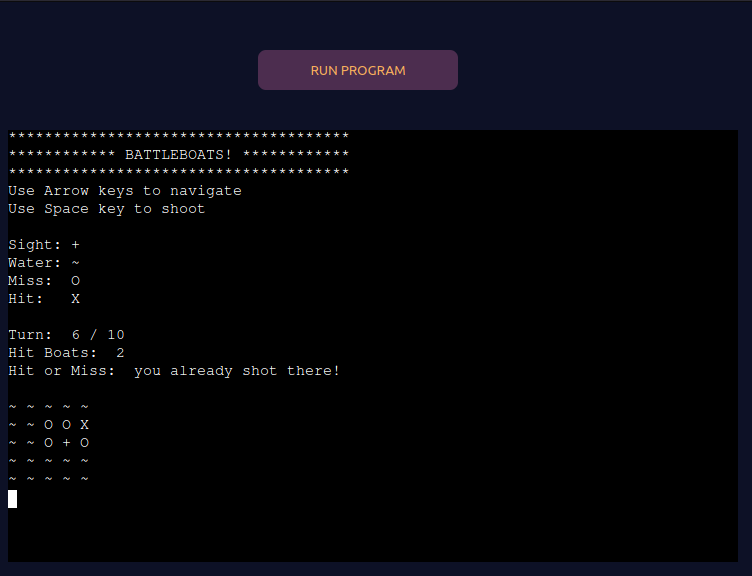 RUN PROGRAM
**************************************
************ BATTLEBOATS! ************
**************************************
Use Arrow keys to navigate
Use Space key to shoot
Sight: +
Water: ~
Miss:  O
Hit:   X
Turn:  6 / 10
Hit Boats:  2
Hit or Miss:  you already shot there!
~ ~ ~ ~ ~
~ ~ O O X
~ ~ O + O
~ ~ ~ ~ ~
~ ~ ~ ~ ~